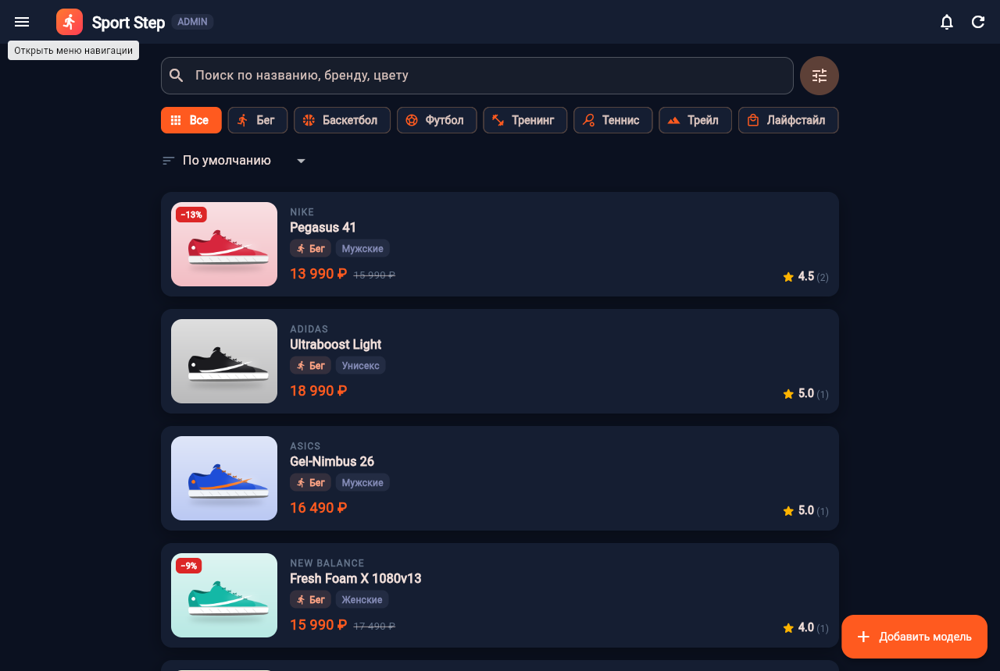 Sport Step ADMIN
Открыть меню навигации
Поиск по названию, бренду, цвету
Все Бег Баскетбол Футбол Тренинг Теннис Трейл Лайфстайл
По умолчанию
−13%
NIKE
Pegasus 41
Бег Мужские
13 990 ₽ 15 990 ₽
4.5 (2)
ADIDAS
Ultraboost Light
Бег Унисекс
18 990 ₽
5.0 (1)
ASICS
Gel-Nimbus 26
Бег Мужские
16 490 ₽
5.0 (1)
−9%
NEW BALANCE
Fresh Foam X 1080v13
Бег Женские
15 990 ₽ 17 490 ₽
4.0 (1)
Добавить модель